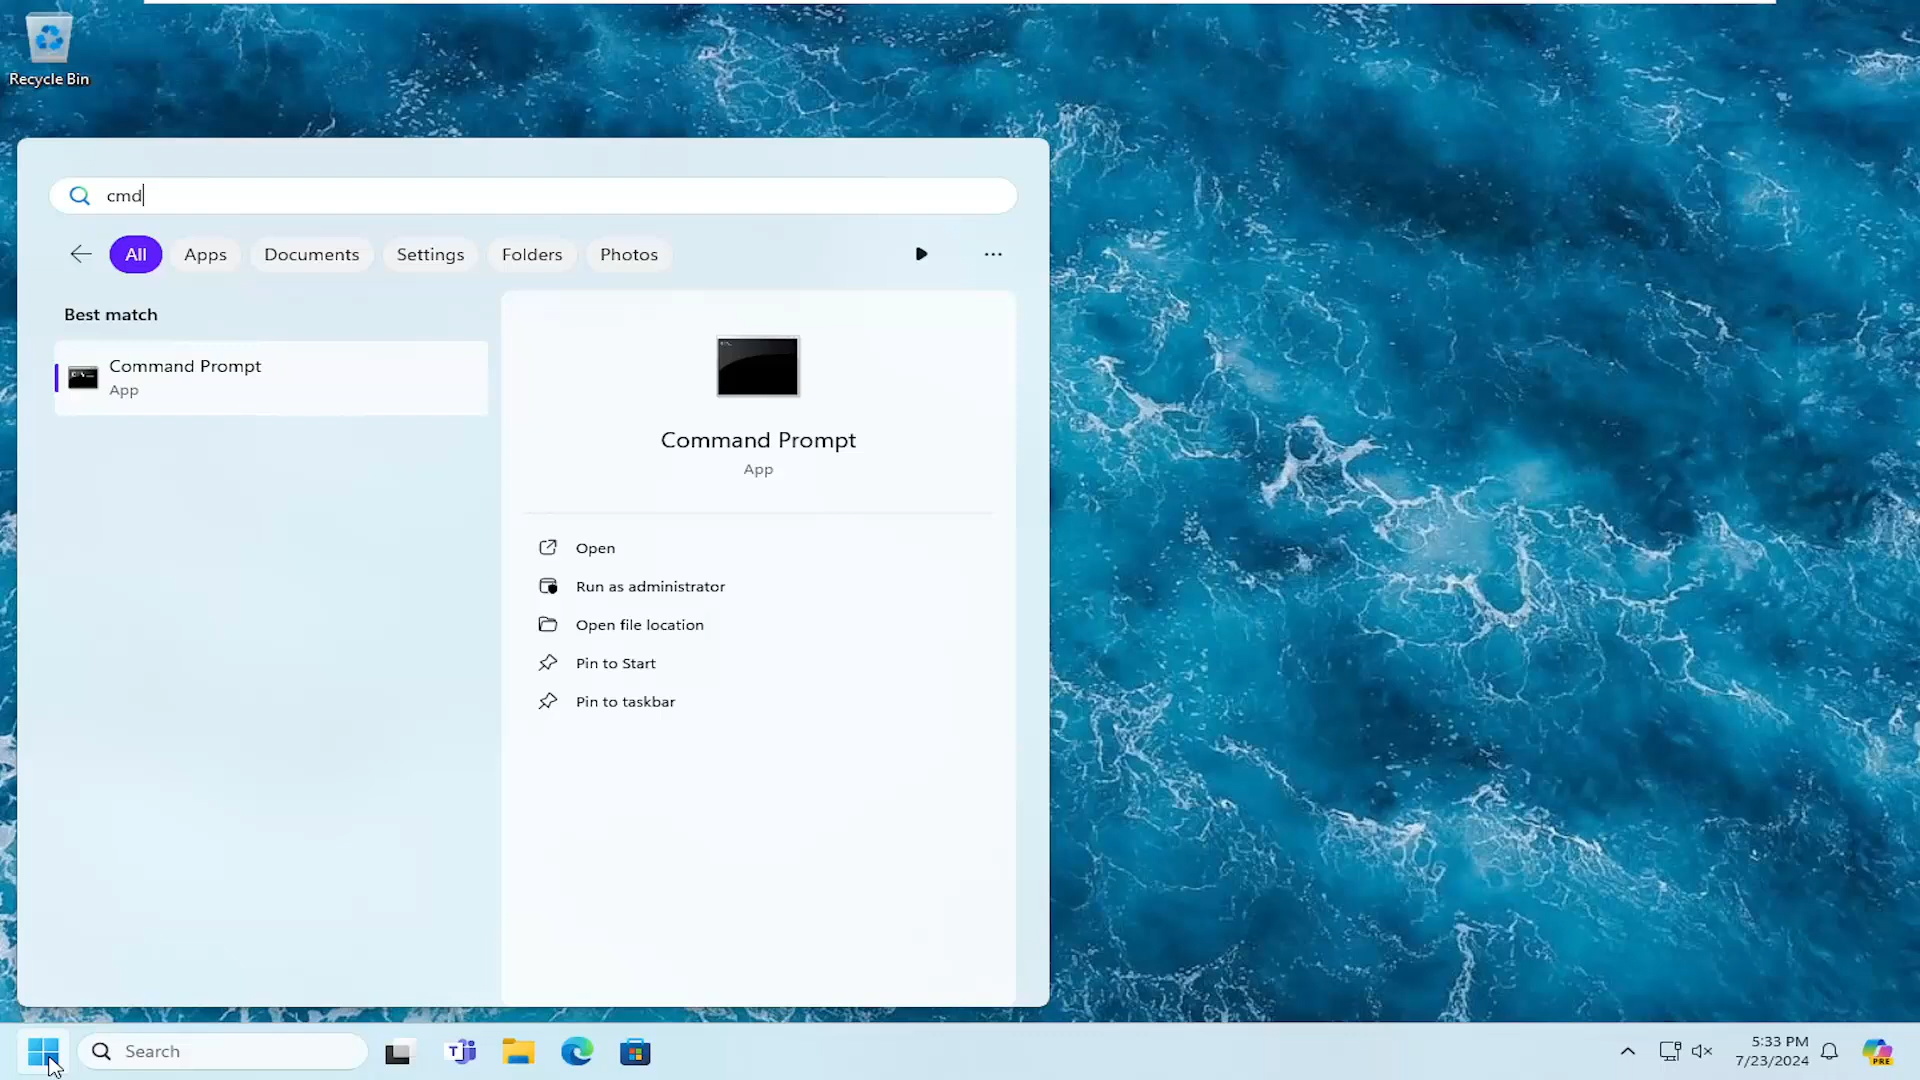 Recycle Bin
cmd
All Apps Documents Settings Folders Photos
Best match
Command Prompt
App
Command Prompt
App
Open
Run as administrator
Open file location
Pin to Start
Pin to taskbar
Search
5:33 PM
7/23/2024
PRE